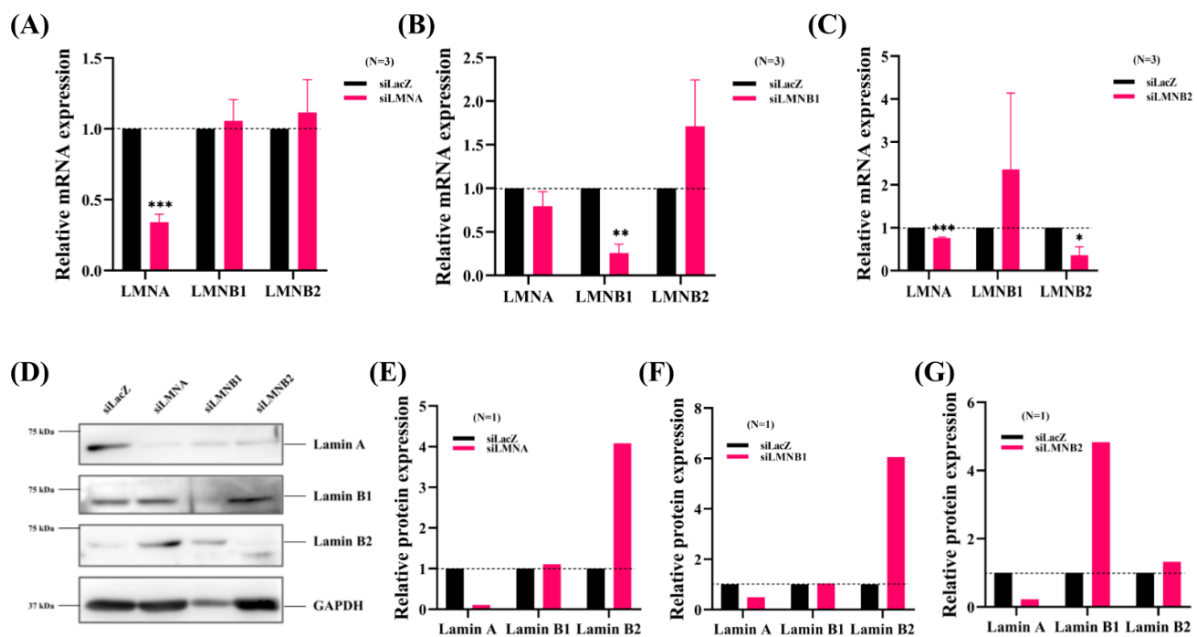 (A)
(N=3)
siLacZ
siLMNA
Relative mRNA expression
1.5
1.0
0.5
0.0
***
LMNA LMNB1 LMNB2
(B)
(N=3)
siLacZ
siLMNB1
Relative mRNA expression
2.5
2.0
1.5
1.0
0.5
0.0
**
LMNA LMNB1 LMNB2
(C)
(N=3)
siLacZ
siLMNB2
Relative mRNA expression
5
4
3
2
1
0
***
*
LMNA LMNB1 LMNB2
(D)
siLacZ siLMNA siLMNB1 siLMNB2
75 kDa
Lamin A
75 kDa
Lamin B1
75 kDa
Lamin B2
37 kDa
GAPDH
(E)
(N=1)
siLacZ
siLMNA
Relative protein expression
5
4
3
2
1
0
Lamin A Lamin B1 Lamin B2
(F)
(N=1)
siLacZ
siLMNB1
Relative protein expression
8
6
4
2
0
Lamin A Lamin B1 Lamin B2
(G)
(N=1)
siLacZ
siLMNB2
Relative protein expression
6
4
2
0
Lamin A Lamin B1 Lamin B2